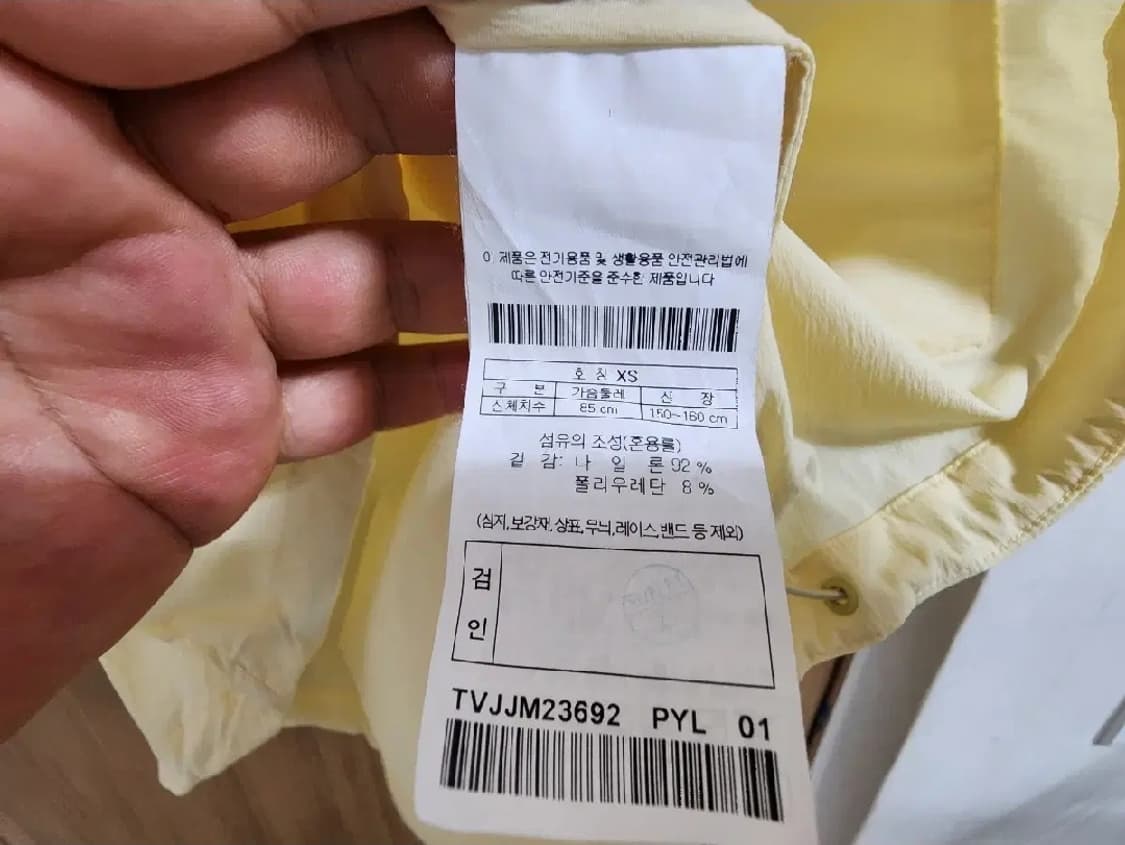 이 제품은 전기용품 및 생활용품 안전관리법에
따른 안전기준을 준수한 제품입니다
호 칭 XS
구 분 가슴둘레 신 장
신체치수 85 cm 150~160 cm
섬유의 조성(혼용률)
겉 감: 나 일 론 92 %
폴리우레탄 8 %
(심지,보강재,상표,무늬,레이스,밴드 등 제외)
검
인
TVJJM23692 PYL 01